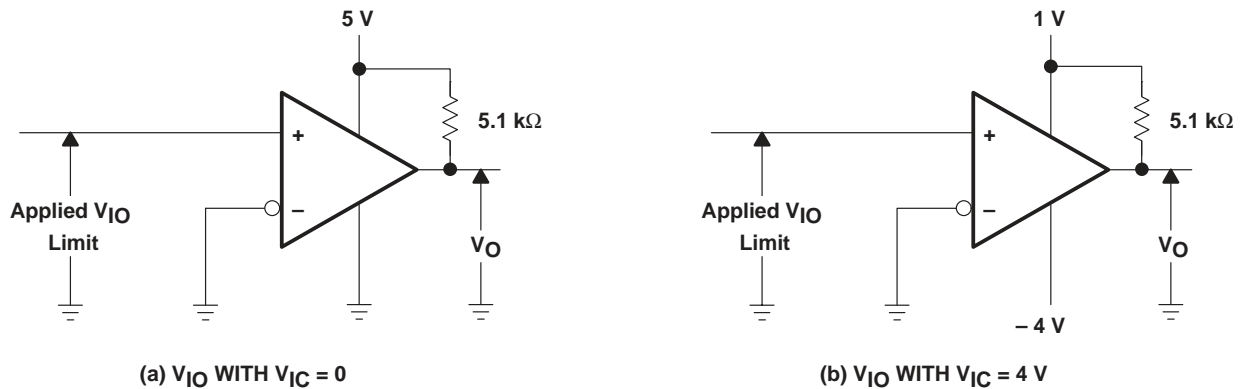 5 V
5.1 kΩ
+
−
Applied VIO
Limit
VO
(a) VIO WITH VIC = 0
1 V
5.1 kΩ
+
−
Applied VIO
Limit
VO
– 4 V
(b) VIO WITH VIC = 4 V